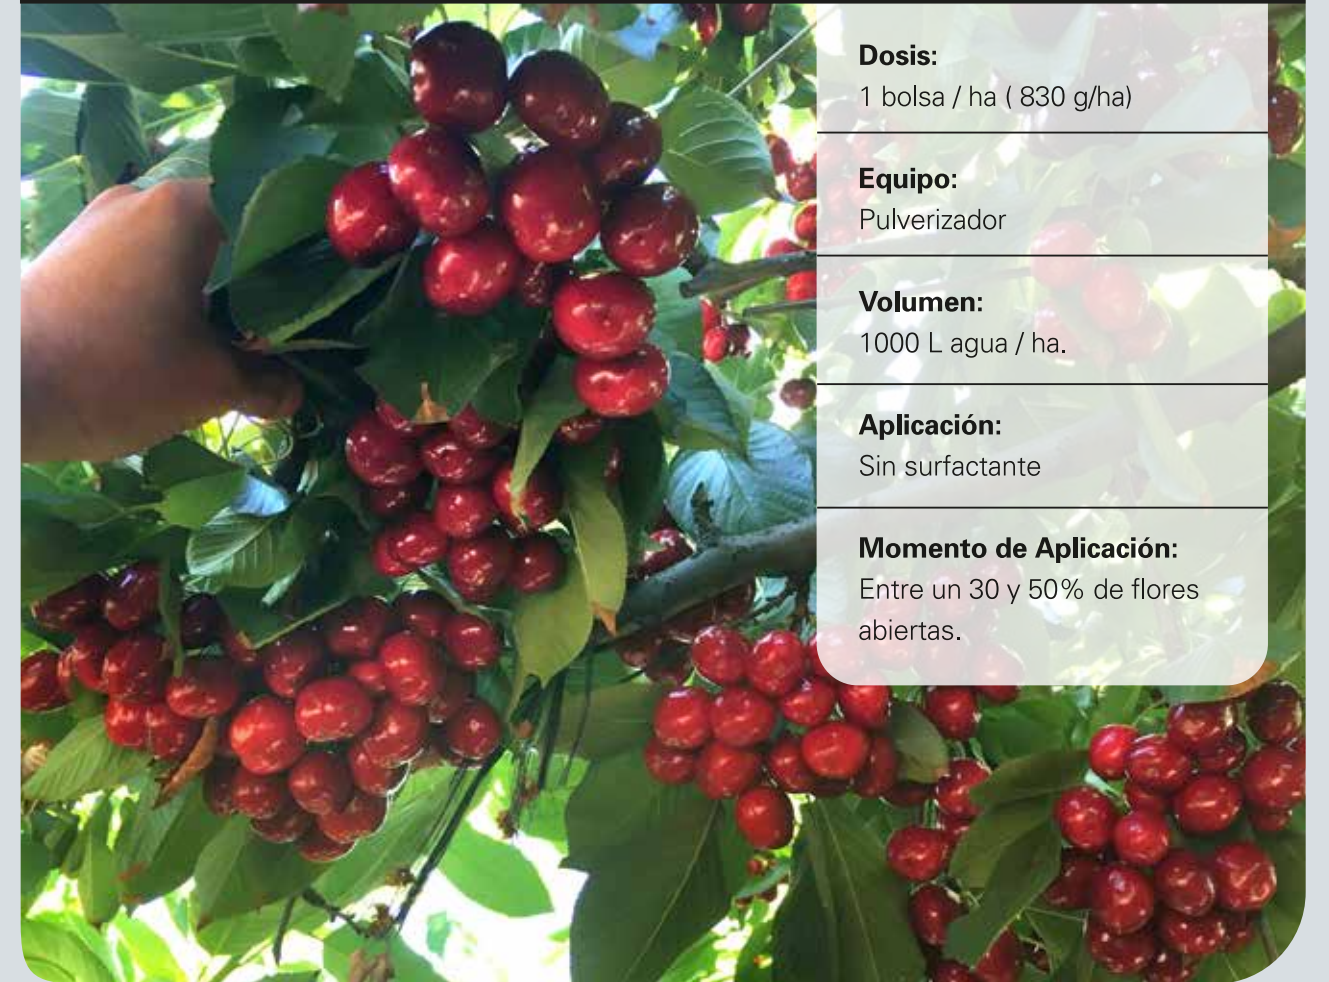 Dosis:
1 bolsa / ha ( 830 g/ha)
Equipo:
Pulverizador
Volumen:
1000 L agua / ha.
Aplicación:
Sin surfactante
Momento de Aplicación:
Entre un 30 y 50% de flores
abiertas.